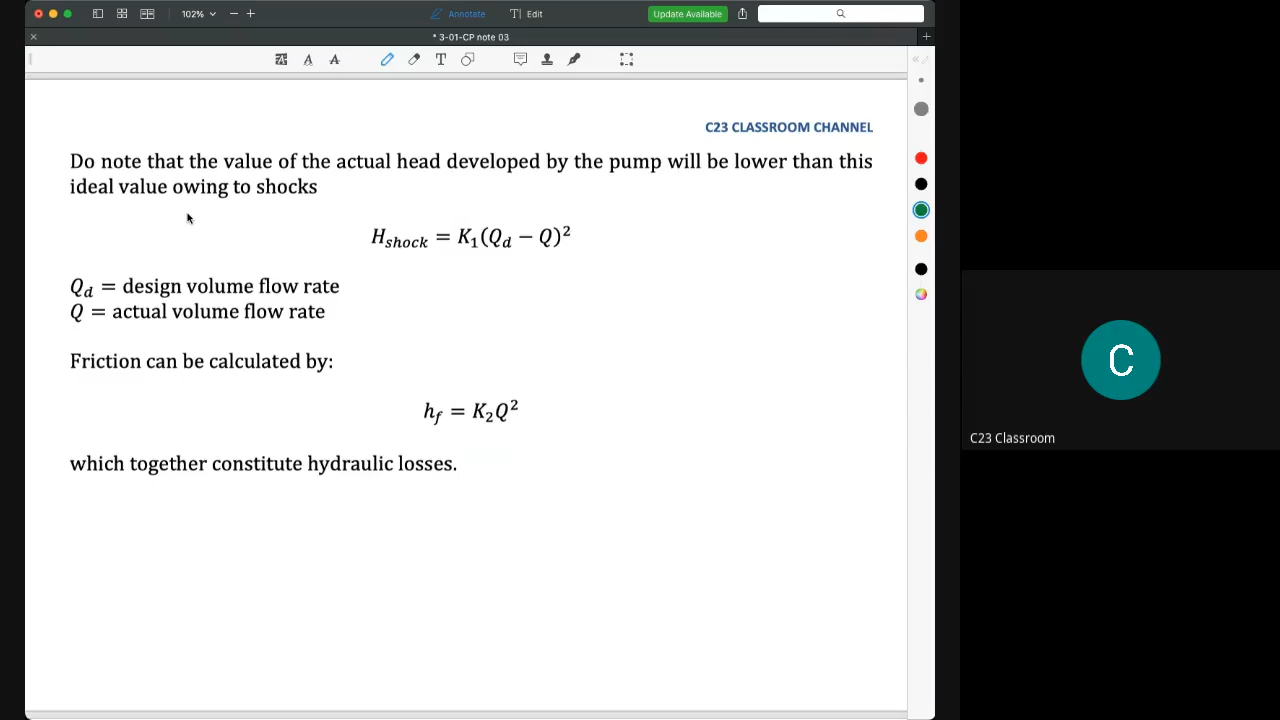 102%
Annotate
T| Edit
Update Available
* 3-01-CP note 03
C23 CLASSROOM CHANNEL
Do note that the value of the actual head developed by the pump will be lower than this
ideal value owing to shocks
H_shock = K₁(Q_d − Q)²
Q_d = design volume flow rate
Q = actual volume flow rate
Friction can be calculated by:
h_f = K₂Q²
which together constitute hydraulic losses.
C
C23 Classroom